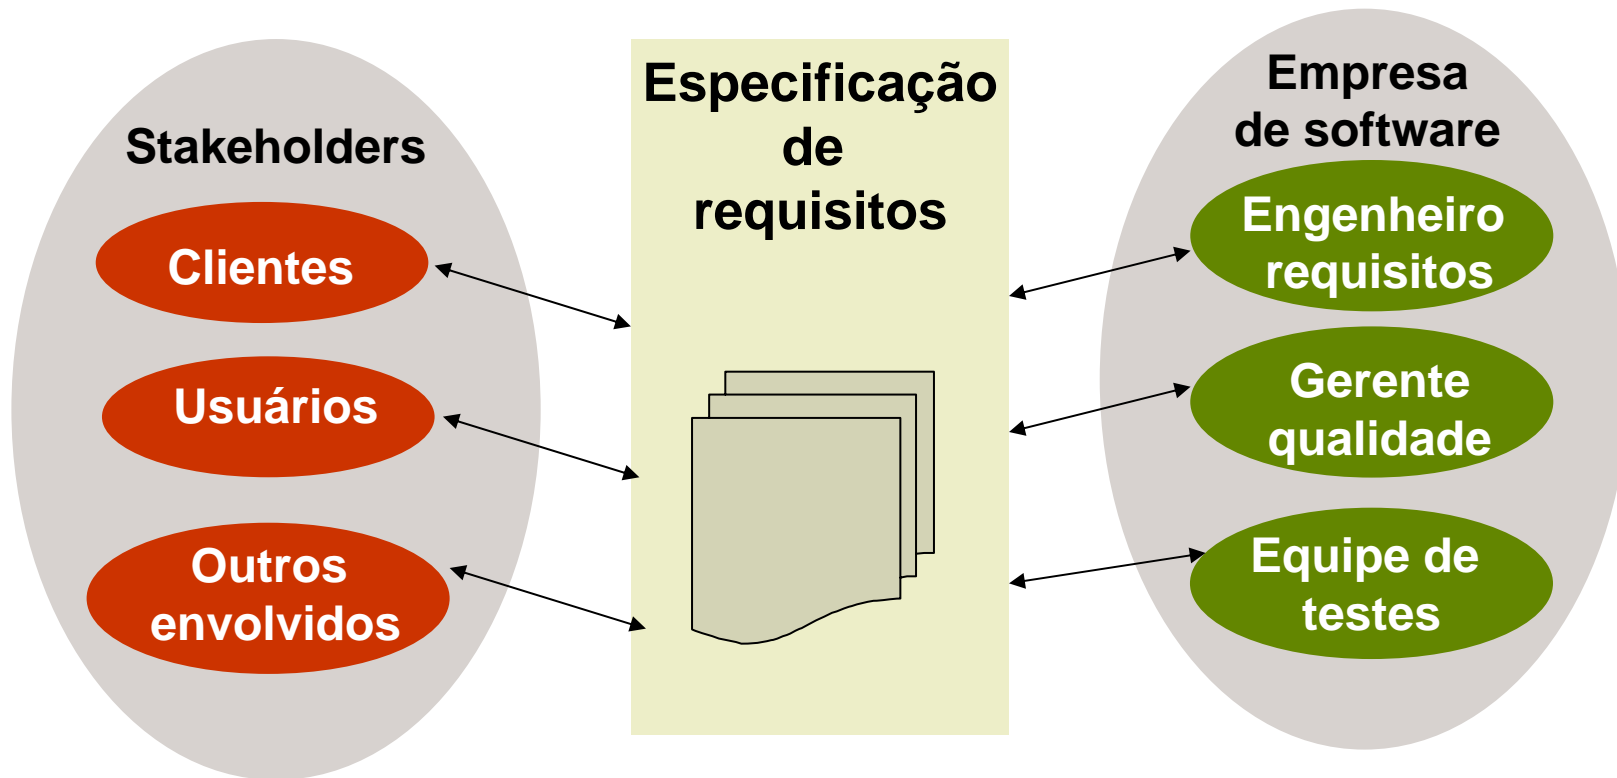 Stakeholders
Clientes
Usuários
Outros
envolvidos
Especificação
de
requisitos
Empresa
de software
Engenheiro
requisitos
Gerente
qualidade
Equipe de
testes